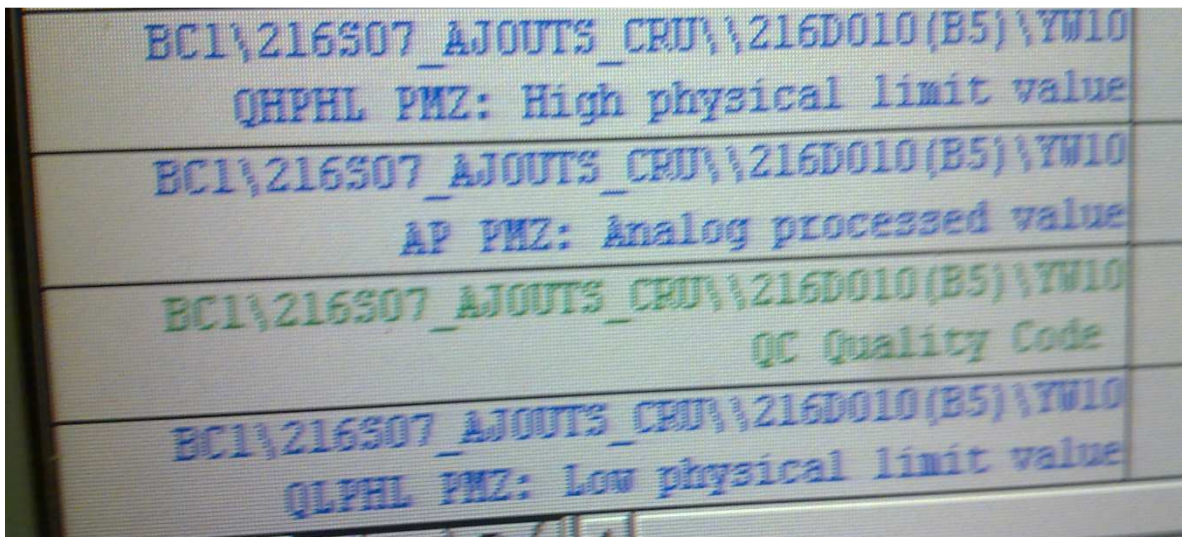 BC1\216S07_AJOUTS_CRU\\216D010(B5)\YW10
QHPHL PMZ: High physical limit value
BC1\216S07_AJOUTS_CRU\\216D010(B5)\YW10
AP PMZ: Analog processed value
BC1\216S07_AJOUTS_CRU\\216D010(B5)\YW10
QC Quality Code
BC1\216S07_AJOUTS_CRU\\216D010(B5)\YW10
QLPHL PMZ: Low physical limit value